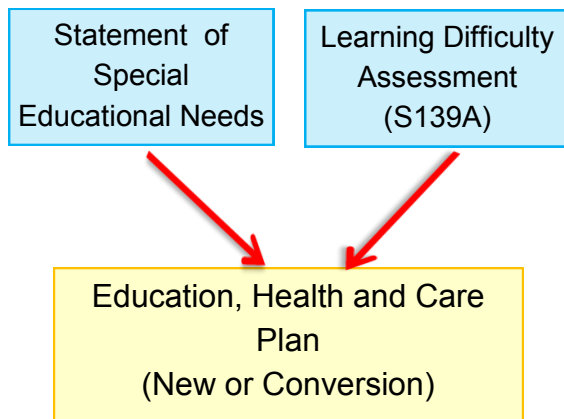 Statement of
Special
Educational Needs
Learning Difficulty
Assessment
(S139A)
Education, Health and Care
Plan
(New or Conversion)